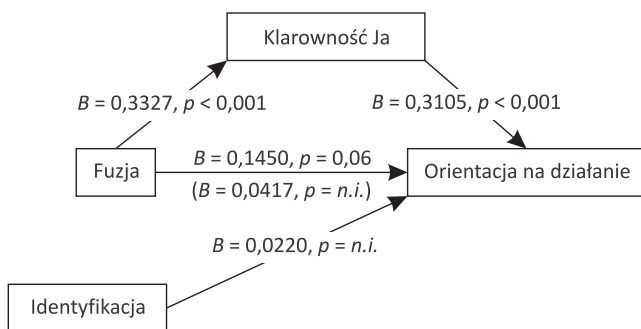 Klarowność Ja
B = 0,3327, p < 0,001
B = 0,3105, p < 0,001
Fuzja
B = 0,1450, p = 0,06
(B = 0,0417, p = n.i.)
Orientacja na działanie
B = 0,0220, p = n.i.
Identyfikacja